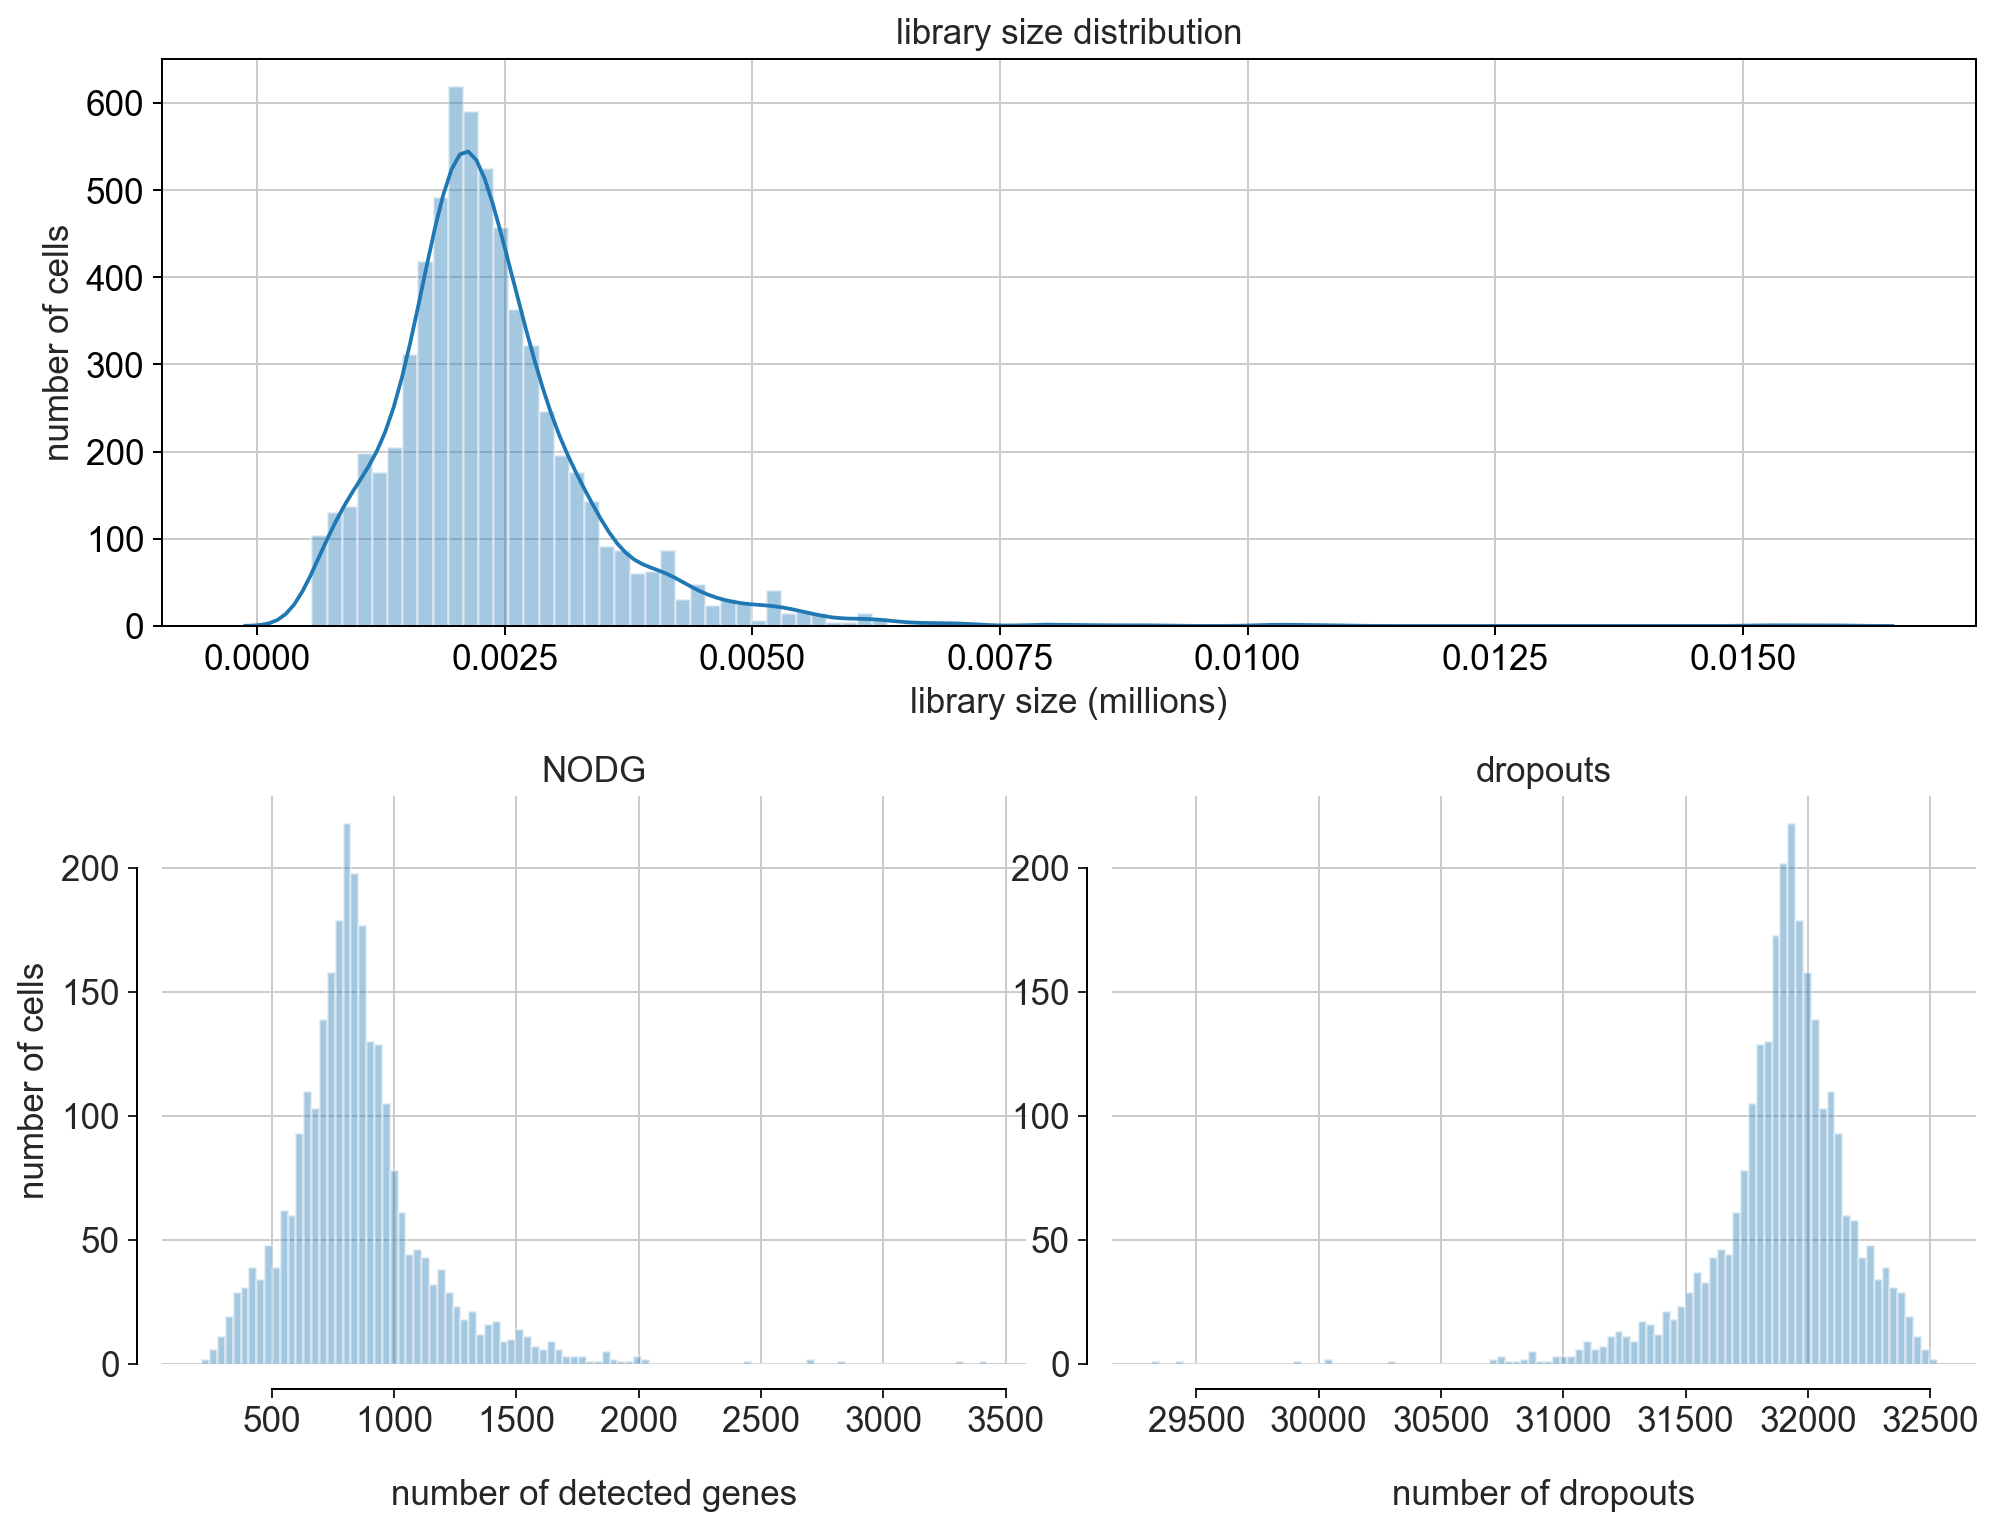 library size distribution
600
500
400
300
200
100
0
number of cells
0.0000 0.0025 0.0050 0.0075 0.0100 0.0125 0.0150
library size (millions)
NODG
200
150
100
50
0
number of cells
500 1000 1500 2000 2500 3000 3500
number of detected genes
dropouts
200
150
100
50
0
29500 30000 30500 31000 31500 32000 32500
number of dropouts